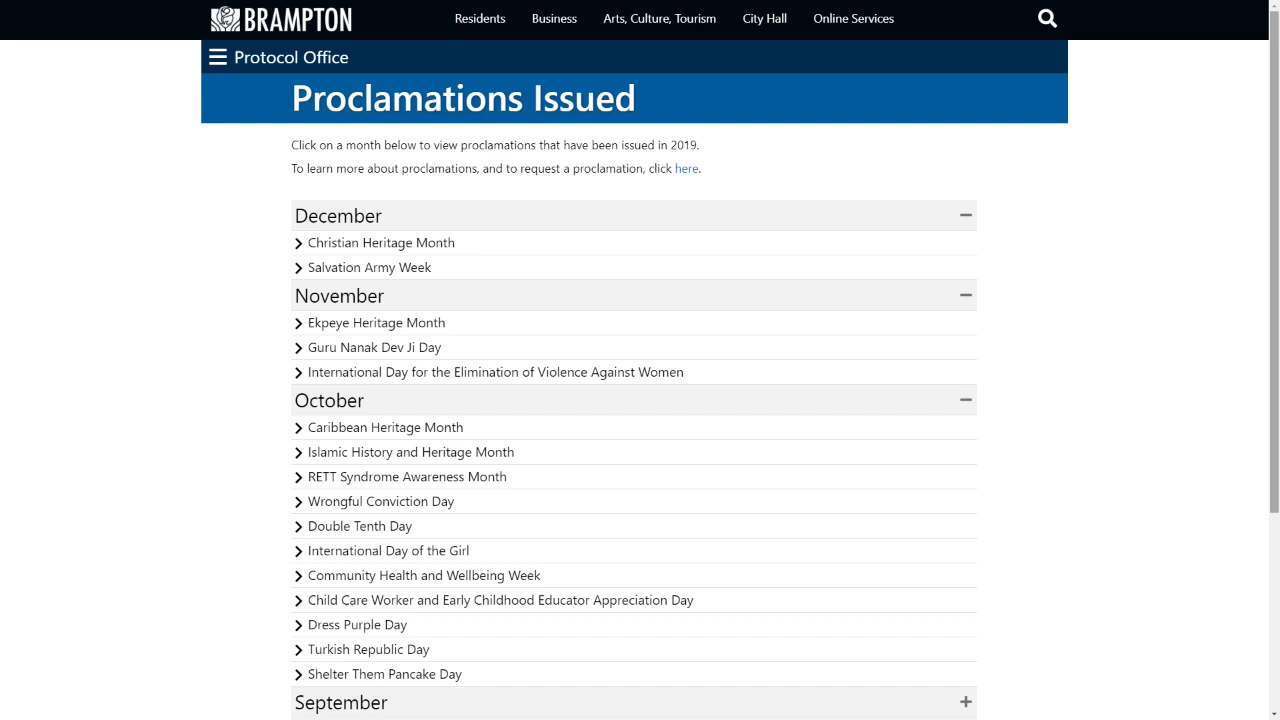 BRAMPTON
Residents
Business
Arts, Culture, Tourism
City Hall
Online Services
Protocol Office
Proclamations Issued
Click on a month below to view proclamations that have been issued in 2019.
To learn more about proclamations, and to request a proclamation, click here.
December
Christian Heritage Month
Salvation Army Week
November
Ekpeye Heritage Month
Guru Nanak Dev Ji Day
International Day for the Elimination of Violence Against Women
October
Caribbean Heritage Month
Islamic History and Heritage Month
RETT Syndrome Awareness Month
Wrongful Conviction Day
Double Tenth Day
International Day of the Girl
Community Health and Wellbeing Week
Child Care Worker and Early Childhood Educator Appreciation Day
Dress Purple Day
Turkish Republic Day
Shelter Them Pancake Day
September